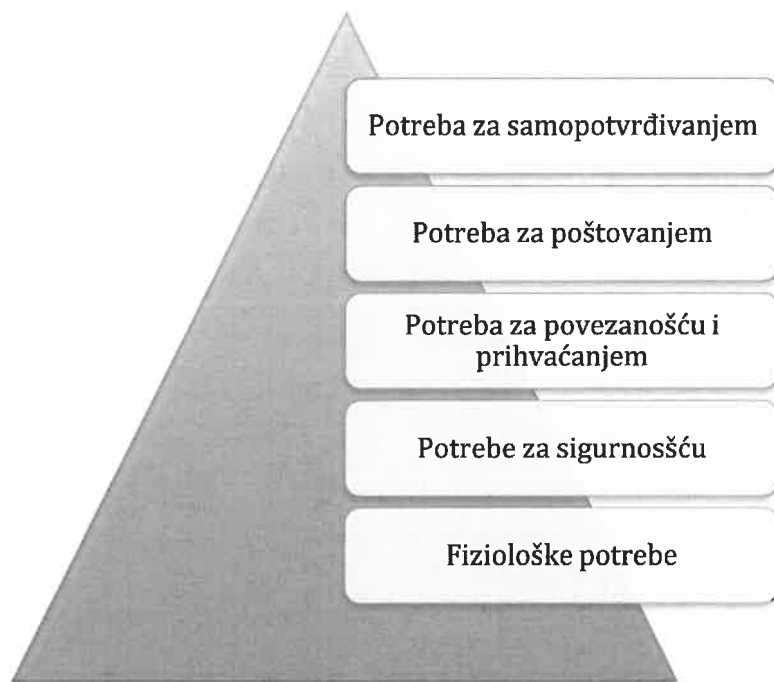 Potreba za samopotvrđivanjem
Potreba za poštovanjem
Potreba za povezanošću i
prihvaćanjem
Potrebe za sigurnosšću
Fiziološke potrebe